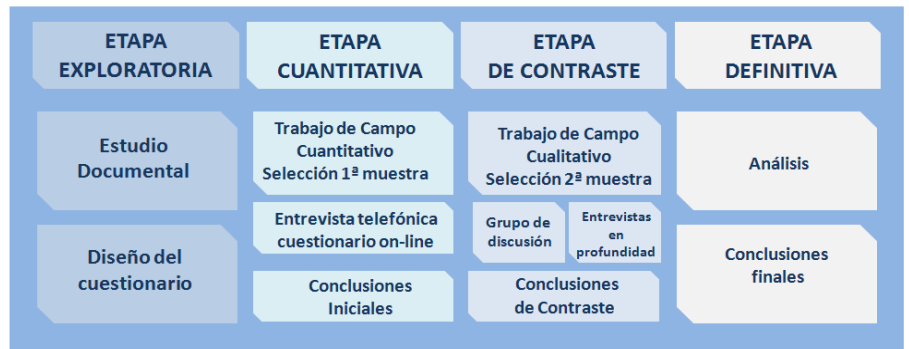 ETAPA
EXPLORATORIA
ETAPA
CUANTITATIVA
ETAPA
DE CONTRASTE
ETAPA
DEFINITIVA
Estudio
Documental
Diseño del
cuestionario
Trabajo de Campo
Cuantitativo
Selección 1ª muestra
Entrevista telefónica
cuestionario on-line
Conclusiones
Iniciales
Trabajo de Campo
Cualitativo
Selección 2ª muestra
Grupo de
discusión
Entrevistas
en
profundidad
Conclusiones
de Contraste
Análisis
Conclusiones
finales